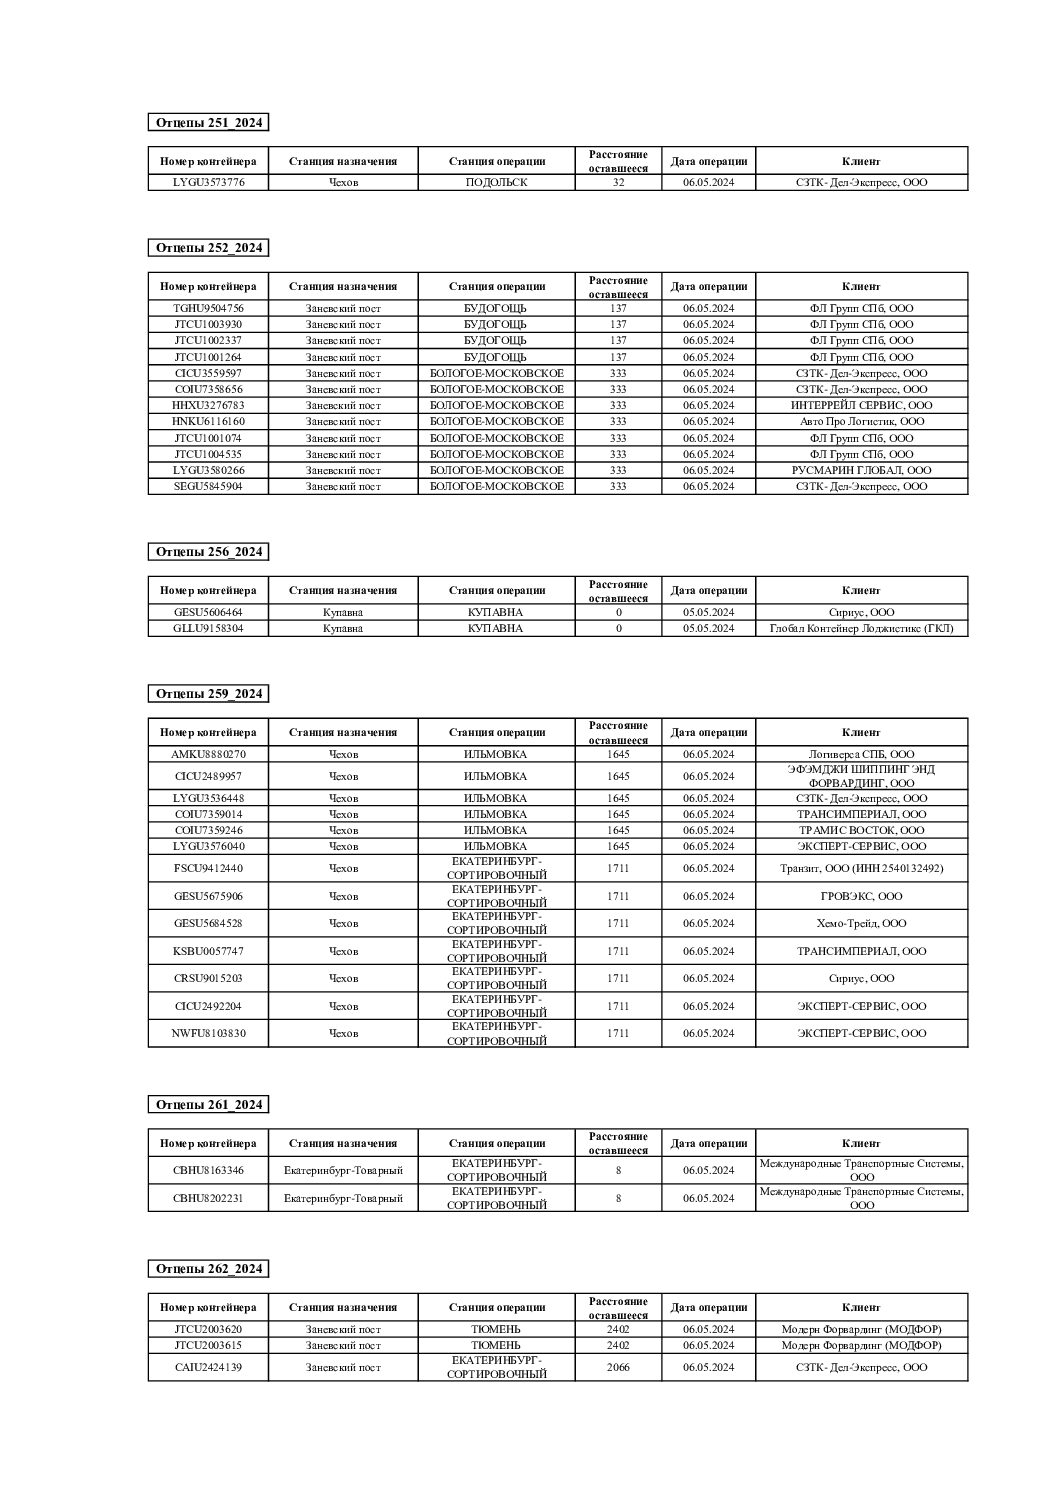 Отцепы 251_2024
Номер контейнера Станция назначения Станция операции Расстояние оставшееся Дата операции Клиент
LYGU3573776 Чехов ПОДОЛЬСК 32 06.05.2024 СЗТК- Дел-Экспресс, ООО
Отцепы 252_2024
Номер контейнера Станция назначения Станция операции Расстояние оставшееся Дата операции Клиент
TGHU9504756 Заневский пост БУДОГОЩЬ 137 06.05.2024 ФЛ Групп СПб, ООО
JTCU1003930 Заневский пост БУДОГОЩЬ 137 06.05.2024 ФЛ Групп СПб, ООО
JTCU1002337 Заневский пост БУДОГОЩЬ 137 06.05.2024 ФЛ Групп СПб, ООО
JTCU1001264 Заневский пост БУДОГОЩЬ 137 06.05.2024 ФЛ Групп СПб, ООО
CICU3559597 Заневский пост БОЛОГОЕ-МОСКОВСКОЕ 333 06.05.2024 СЗТК- Дел-Экспресс, ООО
COIU7358656 Заневский пост БОЛОГОЕ-МОСКОВСКОЕ 333 06.05.2024 СЗТК- Дел-Экспресс, ООО
HHXU3276783 Заневский пост БОЛОГОЕ-МОСКОВСКОЕ 333 06.05.2024 ИНТЕРРЕЙЛ СЕРВИС, ООО
HNKU6116160 Заневский пост БОЛОГОЕ-МОСКОВСКОЕ 333 06.05.2024 Авто Про Логистик, ООО
JTCU1001074 Заневский пост БОЛОГОЕ-МОСКОВСКОЕ 333 06.05.2024 ФЛ Групп СПб, ООО
JTCU1004535 Заневский пост БОЛОГОЕ-МОСКОВСКОЕ 333 06.05.2024 ФЛ Групп СПб, ООО
LYGU3580266 Заневский пост БОЛОГОЕ-МОСКОВСКОЕ 333 06.05.2024 РУСМАРИН ГЛОБАЛ, ООО
SEGU5845904 Заневский пост БОЛОГОЕ-МОСКОВСКОЕ 333 06.05.2024 СЗТК- Дел-Экспресс, ООО
Отцепы 256_2024
Номер контейнера Станция назначения Станция операции Расстояние оставшееся Дата операции Клиент
GESU5606464 Купавна КУПАВНА 0 05.05.2024 Сириус, ООО
GLLU9158304 Купавна КУПАВНА 0 05.05.2024 Глобал Контейнер Лоджистикс (ГКЛ)
Отцепы 259_2024
Номер контейнера Станция назначения Станция операции Расстояние оставшееся Дата операции Клиент
AMKU8880270 Чехов ИЛЬМОВКА 1645 06.05.2024 Логиверса СПБ, ООО
CICU2489957 Чехов ИЛЬМОВКА 1645 06.05.2024 ЭФЭМДЖИ ШИППИНГ ЭНД ФОРВАРДИНГ, ООО
LYGU3536448 Чехов ИЛЬМОВКА 1645 06.05.2024 СЗТК- Дел-Экспресс, ООО
COIU7359014 Чехов ИЛЬМОВКА 1645 06.05.2024 ТРАНСИМПЕРИАЛ, ООО
COIU7359246 Чехов ИЛЬМОВКА 1645 06.05.2024 ТРАМИС ВОСТОК, ООО
LYGU3576040 Чехов ИЛЬМОВКА 1645 06.05.2024 ЭКСПЕРТ-СЕРВИС, ООО
FSCU9412440 Чехов ЕКАТЕРИНБУРГ-СОРТИРОВОЧНЫЙ 1711 06.05.2024 Транзит, ООО (ИНН 2540132492)
GESU5675906 Чехов ЕКАТЕРИНБУРГ-СОРТИРОВОЧНЫЙ 1711 06.05.2024 ГРОВЭКС, ООО
GESU5684528 Чехов ЕКАТЕРИНБУРГ-СОРТИРОВОЧНЫЙ 1711 06.05.2024 Хемо-Трейд, ООО
KSBU0057747 Чехов ЕКАТЕРИНБУРГ-СОРТИРОВОЧНЫЙ 1711 06.05.2024 ТРАНСИМПЕРИАЛ, ООО
CRSU9015203 Чехов ЕКАТЕРИНБУРГ-СОРТИРОВОЧНЫЙ 1711 06.05.2024 Сириус, ООО
CICU2492204 Чехов ЕКАТЕРИНБУРГ-СОРТИРОВОЧНЫЙ 1711 06.05.2024 ЭКСПЕРТ-СЕРВИС, ООО
NWFU8103830 Чехов ЕКАТЕРИНБУРГ-СОРТИРОВОЧНЫЙ 1711 06.05.2024 ЭКСПЕРТ-СЕРВИС, ООО
Отцепы 261_2024
Номер контейнера Станция назначения Станция операции Расстояние оставшееся Дата операции Клиент
CBHU8163346 Екатеринбург-Товарный ЕКАТЕРИНБУРГ-СОРТИРОВОЧНЫЙ 8 06.05.2024 Международные Транспортные Системы, ООО
CBHU8202231 Екатеринбург-Товарный ЕКАТЕРИНБУРГ-СОРТИРОВОЧНЫЙ 8 06.05.2024 Международные Транспортные Системы, ООО
Отцепы 262_2024
Номер контейнера Станция назначения Станция операции Расстояние оставшееся Дата операции Клиент
JTCU2003620 Заневский пост ТЮМЕНЬ 2402 06.05.2024 Модерн Форвардинг (МОДФОР)
JTCU2003615 Заневский пост ТЮМЕНЬ 2402 06.05.2024 Модерн Форвардинг (МОДФОР)
CAIU2424139 Заневский пост ЕКАТЕРИНБУРГ-СОРТИРОВОЧНЫЙ 2066 06.05.2024 СЗТК- Дел-Экспресс, ООО